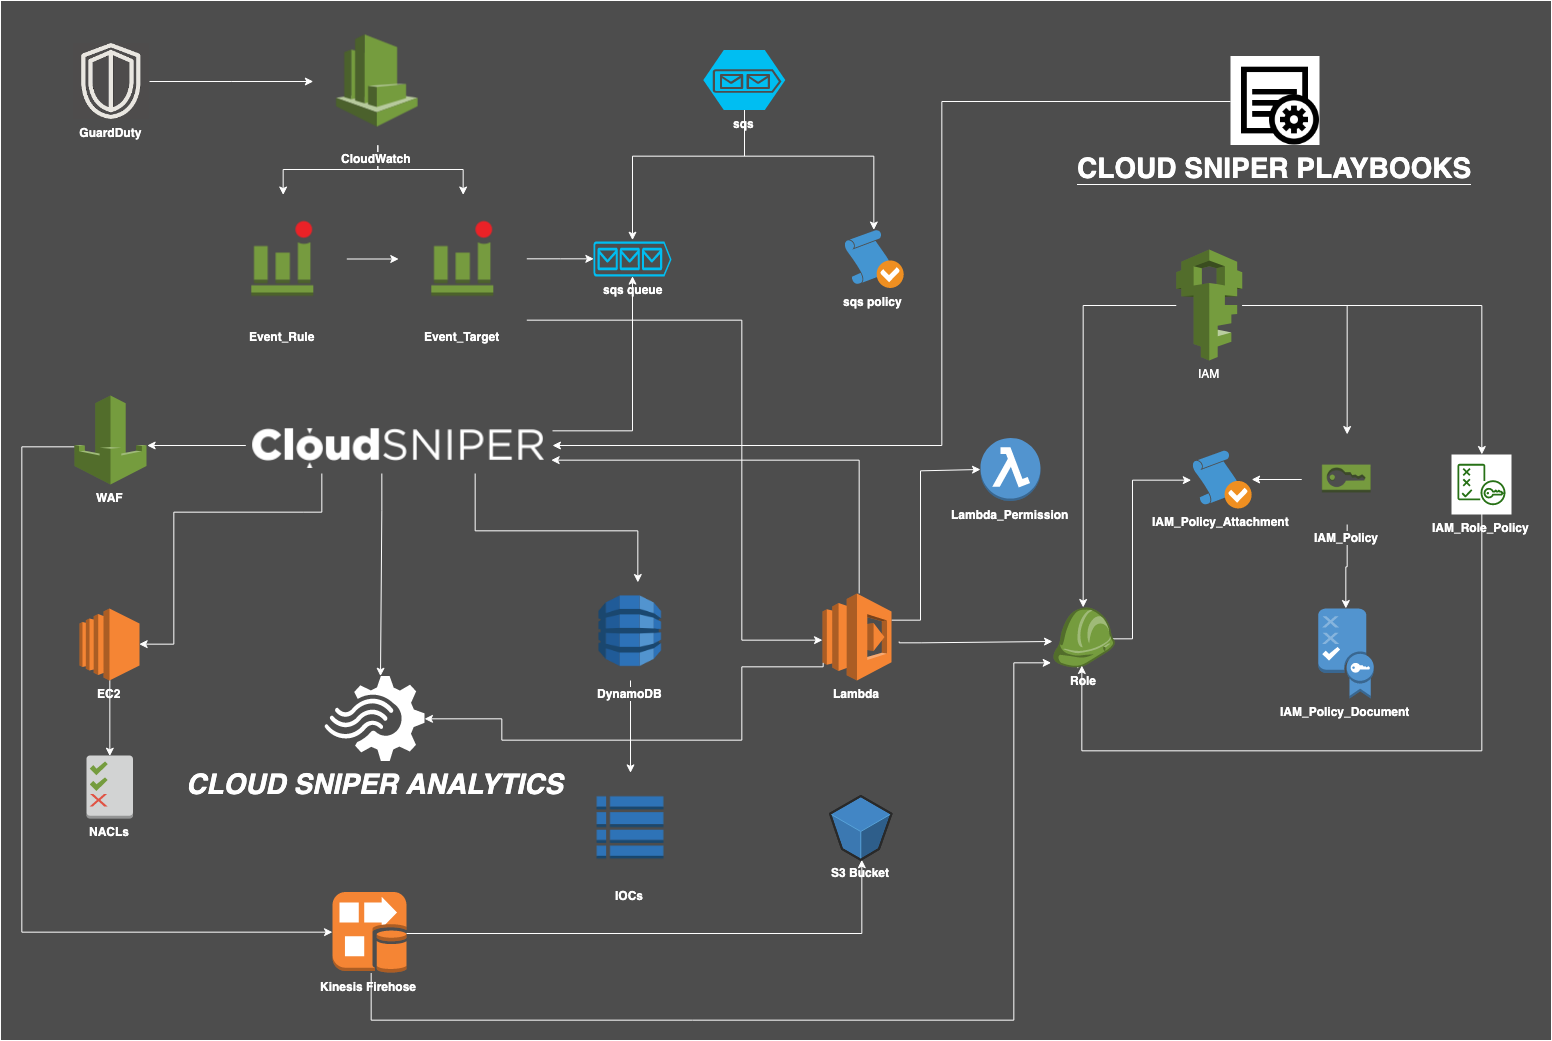 GuardDuty
CloudWatch
sqs
CLOUD SNIPER PLAYBOOKS
Event_Rule
Event_Target
sqs queue
sqs policy
IAM
WAF
CloudSNIPER
Lambda_Permission
IAM_Policy_Attachment
IAM_Policy
IAM_Role_Policy
EC2
DynamoDB
Lambda
Role
IAM_Policy_Document
CLOUD SNIPER ANALYTICS
NACLs
IOCs
S3 Bucket
Kinesis Firehose